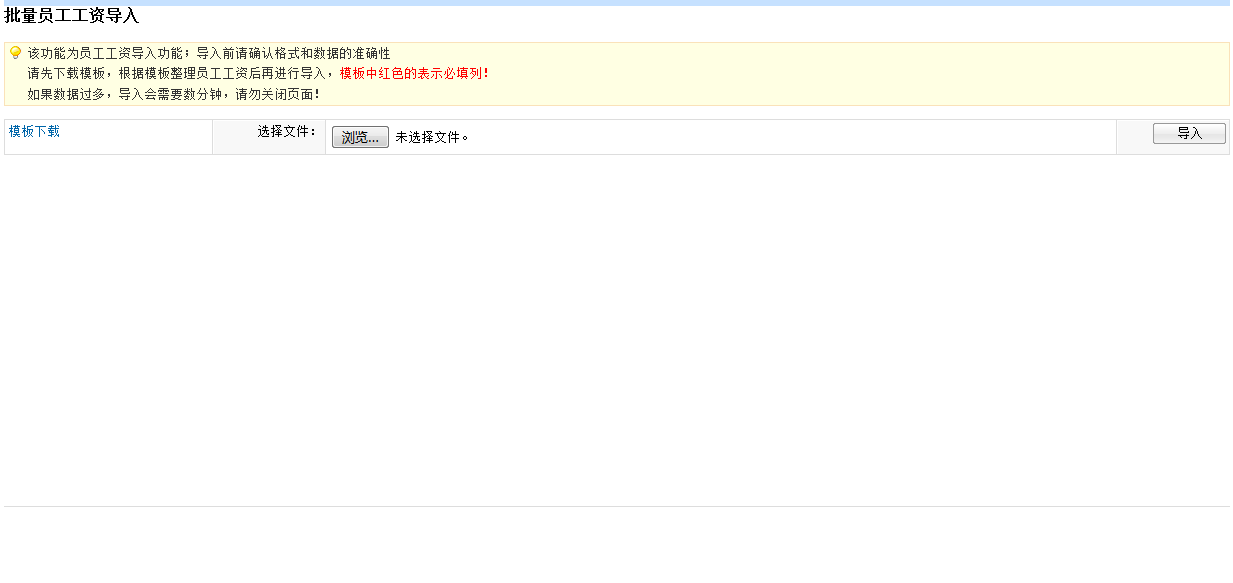 批量员工工资导入
该功能为员工工资导入功能；导入前请确认格式和数据的准确性
请先下载模板，根据模板整理员工工资后再进行导入，模板中红色的表示必填列！
如果数据过多，导入会需要数分钟，请勿关闭页面！
模板下载 选择文件： 浏览... 未选择文件。 导入